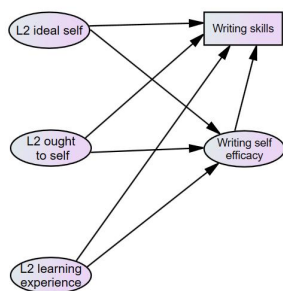 L2 ideal self
Writing skills
L2 ought
to self
Writing self
efficacy
L2 learning
experience